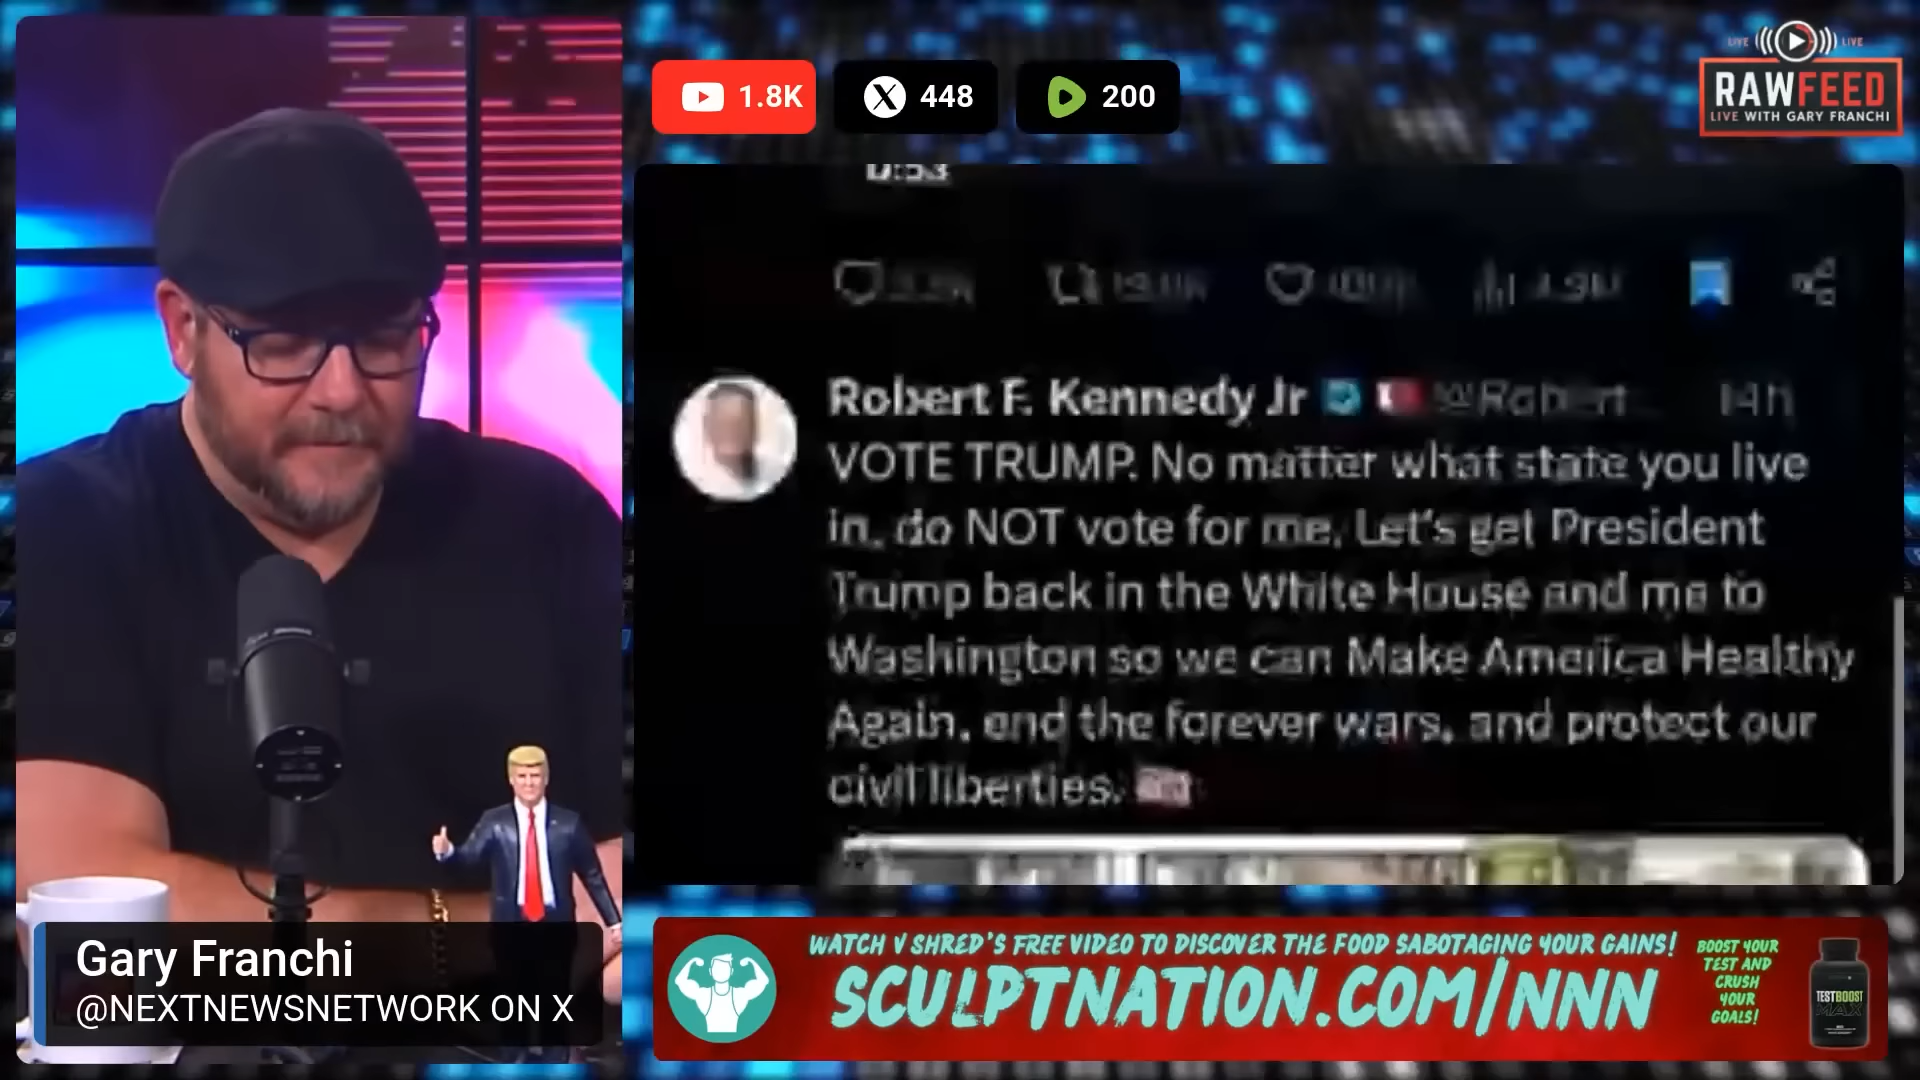 LIVE LIVE
RAWFEED
LIVE WITH GARY FRANCHI
1.8K 448 200
0:53
Robert F. Kennedy Jr 14h
VOTE TRUMP. No matter what state you live
in, do NOT vote for me. Let's get President
Trump back in the White House and me to
Washington so we can Make America Healthy
Again, end the forever wars, and protect our
civil liberties.
Gary Franchi
@NEXTNEWSNETWORK ON X
WATCH V SHRED'S FREE VIDEO TO DISCOVER THE FOOD SABOTAGING YOUR GAINS!
SCULPTNATION.COM/NNN
BOOST YOUR
TEST AND
CRUSH
YOUR
GOALS!
TESTBOOST
MAX